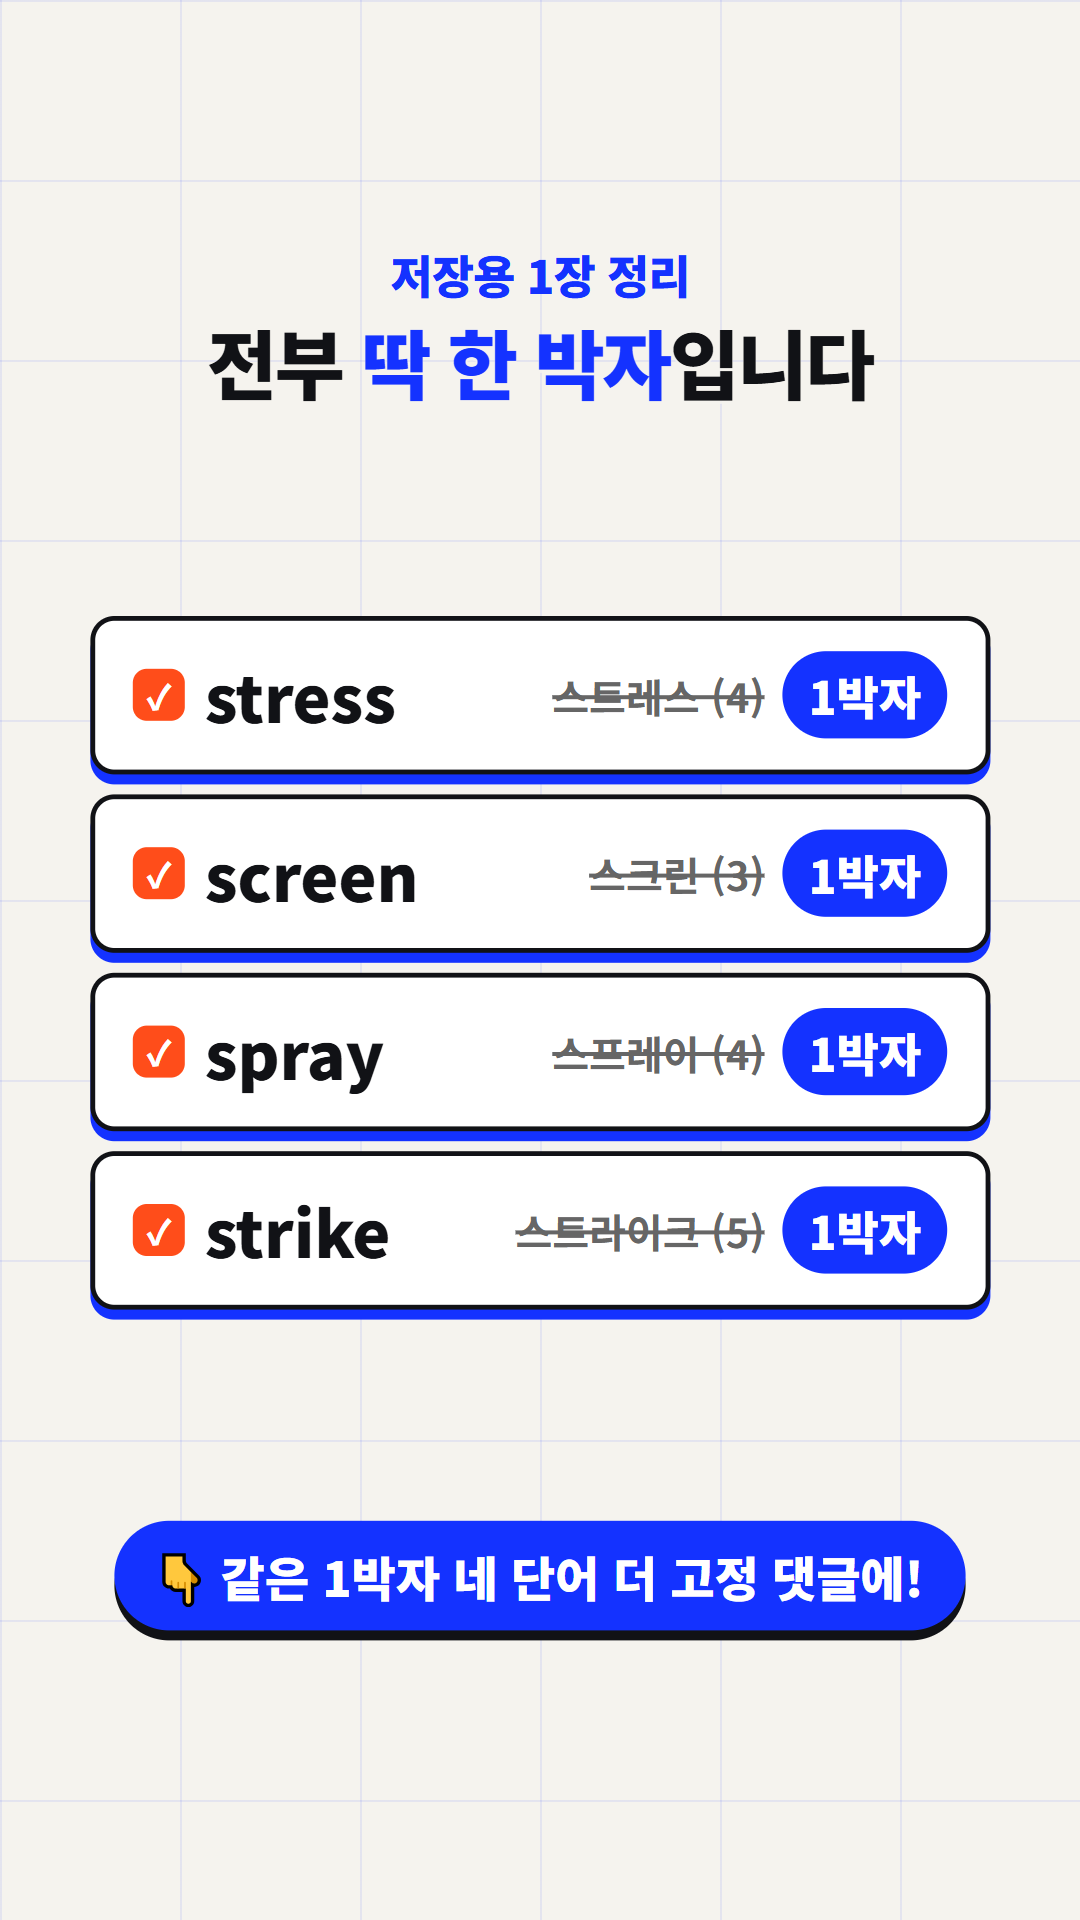 저장용 1장 정리
전부 딱 한 박자입니다
✓ stress 스트레스 (4) 1박자
✓ screen 스크린 (3) 1박자
✓ spray 스프레이 (4) 1박자
✓ strike 스트라이크 (5) 1박자
👇 같은 1박자 네 단어 더 고정 댓글에!